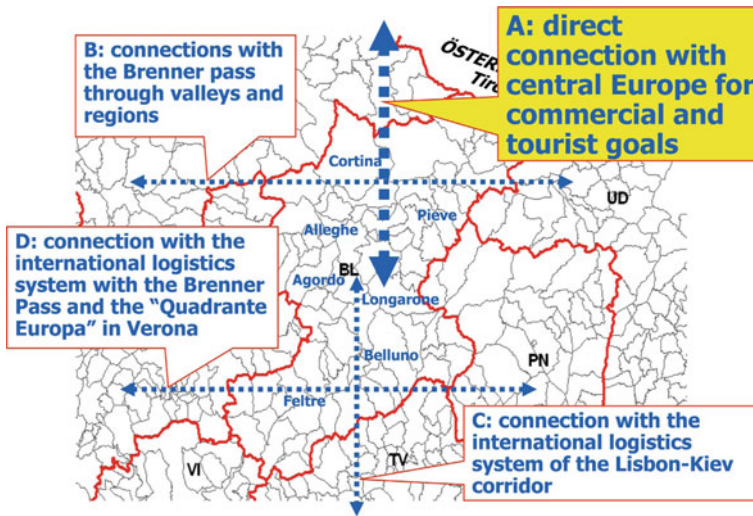 B: connections with
the Brenner pass
through valleys and
regions
A: direct
connection with
central Europe for
commercial and
tourist goals
Cortina
UD
Pieve
Alleghe
D: connection with the
international logistics
system with the Brenner
Pass and the “Quadrante
Europa” in Verona
BL
Agordo
Longarone
Belluno
PN
Feltre
C: connection with the
international logistics
system of the Lisbon-Kiev
corridor
VI
TV